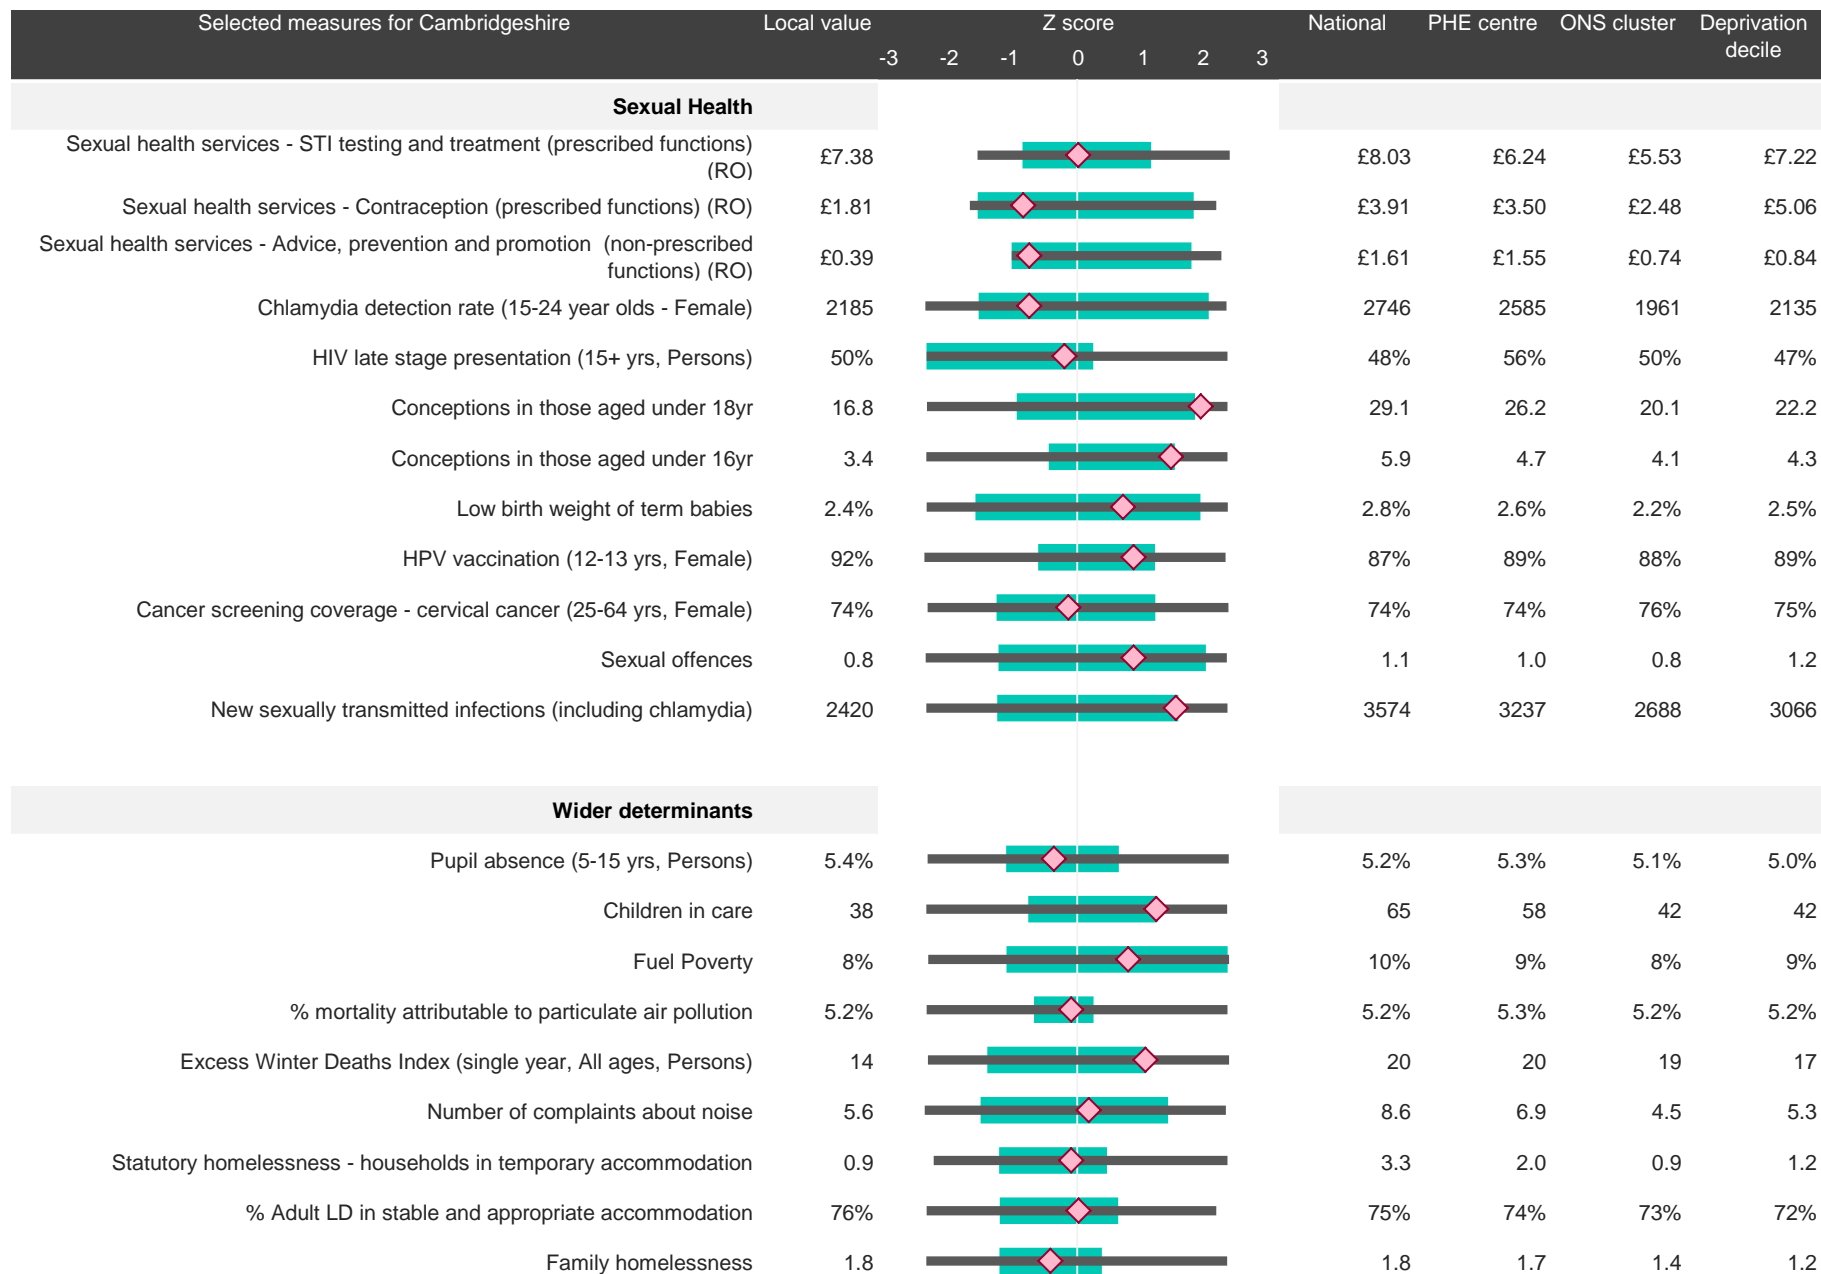 Selected measures for Cambridgeshire Local value Z score National PHE centre ONS cluster Deprivation decile
-3 -2 -1 0 1 2 3
Sexual Health
Sexual health services - STI testing and treatment (prescribed functions)
(RO) £7.38 £8.03 £6.24 £5.53 £7.22
Sexual health services - Contraception (prescribed functions) (RO) £1.81 £3.91 £3.50 £2.48 £5.06
Sexual health services - Advice, prevention and promotion (non-prescribed
functions) (RO) £0.39 £1.61 £1.55 £0.74 £0.84
Chlamydia detection rate (15-24 year olds - Female) 2185 2746 2585 1961 2135
HIV late stage presentation (15+ yrs, Persons) 50% 48% 56% 50% 47%
Conceptions in those aged under 18yr 16.8 29.1 26.2 20.1 22.2
Conceptions in those aged under 16yr 3.4 5.9 4.7 4.1 4.3
Low birth weight of term babies 2.4% 2.8% 2.6% 2.2% 2.5%
HPV vaccination (12-13 yrs, Female) 92% 87% 89% 88% 89%
Cancer screening coverage - cervical cancer (25-64 yrs, Female) 74% 74% 74% 76% 75%
Sexual offences 0.8 1.1 1.0 0.8 1.2
New sexually transmitted infections (including chlamydia) 2420 3574 3237 2688 3066
Wider determinants
Pupil absence (5-15 yrs, Persons) 5.4% 5.2% 5.3% 5.1% 5.0%
Children in care 38 65 58 42 42
Fuel Poverty 8% 10% 9% 8% 9%
% mortality attributable to particulate air pollution 5.2% 5.2% 5.3% 5.2% 5.2%
Excess Winter Deaths Index (single year, All ages, Persons) 14 20 20 19 17
Number of complaints about noise 5.6 8.6 6.9 4.5 5.3
Statutory homelessness - households in temporary accommodation 0.9 3.3 2.0 0.9 1.2
% Adult LD in stable and appropriate accommodation 76% 75% 74% 73% 72%
Family homelessness 1.8 1.8 1.7 1.4 1.2